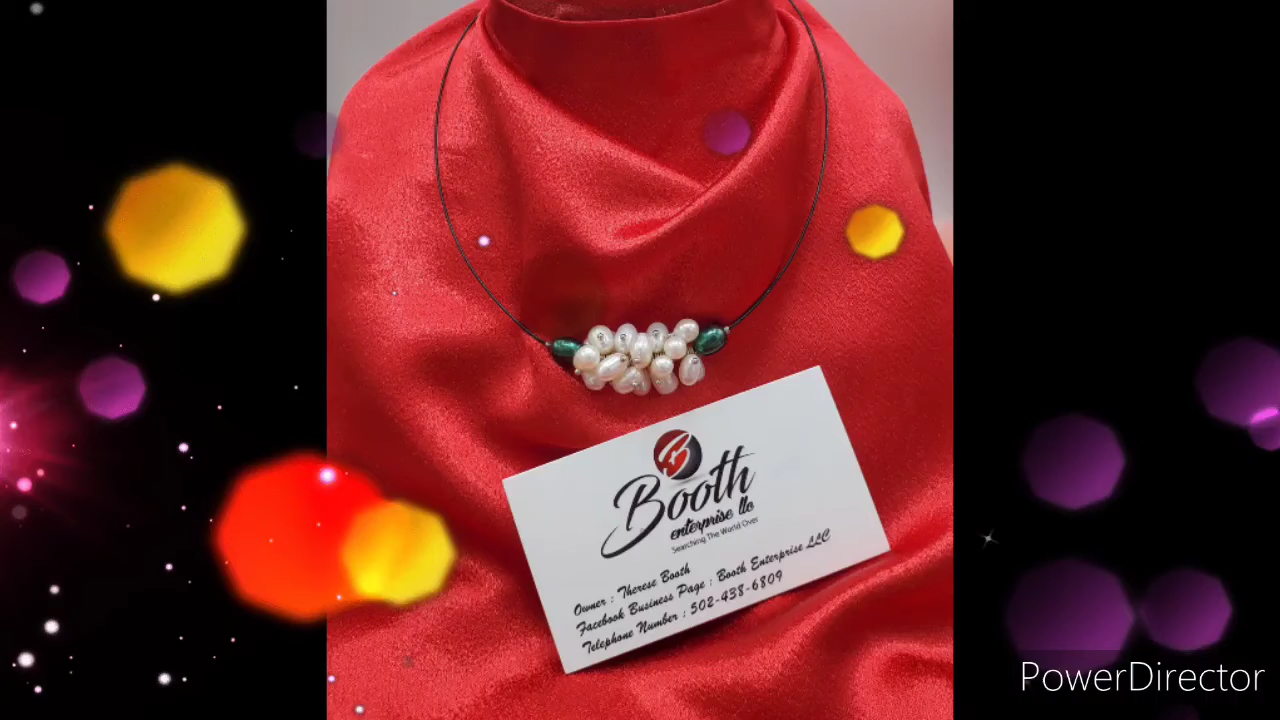 B
Booth
enterprise llc
Searching The World Over
Owner : Therese Booth
Facebook Business Page : Booth Enterprise LLC
Telephone Number : 502-438-6809
PowerDirector